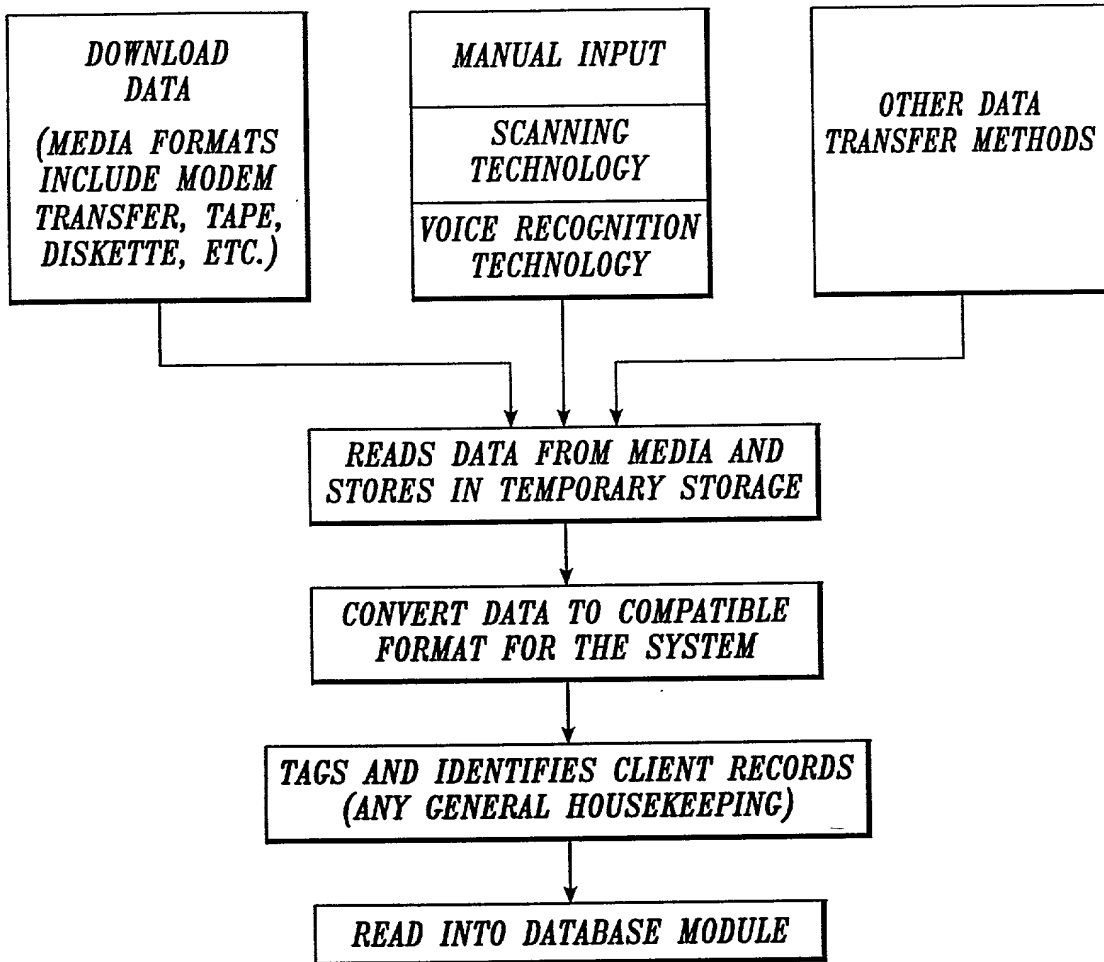 DOWNLOAD
DATA
(MEDIA FORMATS
INCLUDE MODEM
TRANSFER, TAPE,
DISKETTE, ETC.)
MANUAL INPUT
SCANNING
TECHNOLOGY
VOICE RECOGNITION
TECHNOLOGY
OTHER DATA
TRANSFER METHODS
READS DATA FROM MEDIA AND
STORES IN TEMPORARY STORAGE
CONVERT DATA TO COMPATIBLE
FORMAT FOR THE SYSTEM
TAGS AND IDENTIFIES CLIENT RECORDS
(ANY GENERAL HOUSEKEEPING)
READ INTO DATABASE MODULE